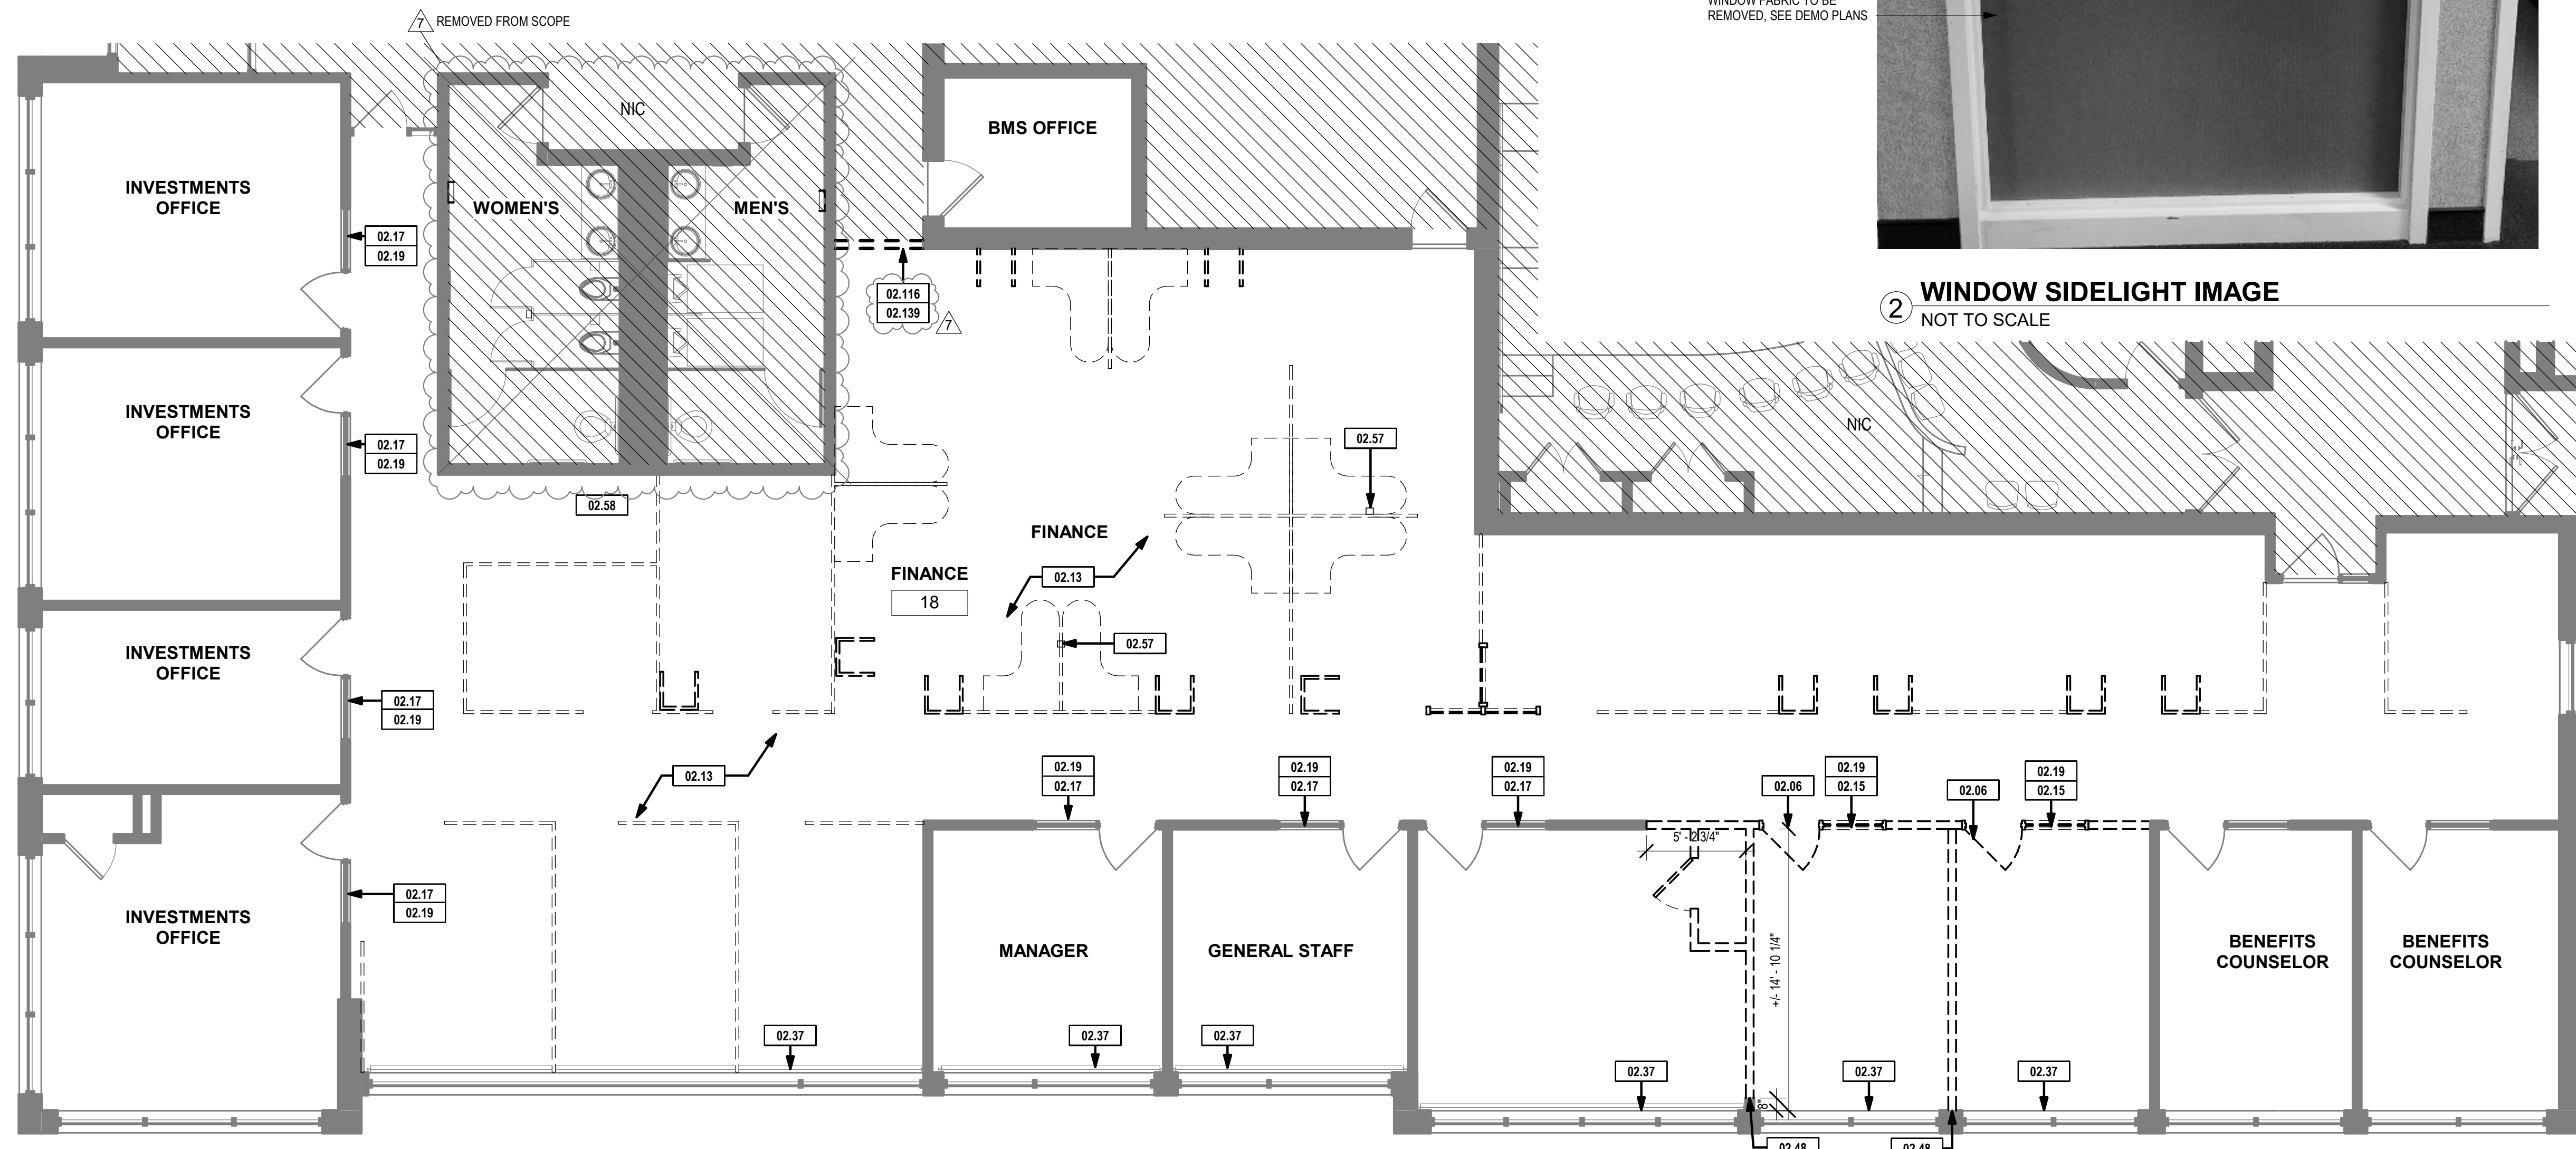 7 REMOVED FROM SCOPE
WINDOW FABRIC TO BE
REMOVED, SEE DEMO PLANS
2 WINDOW SIDELIGHT IMAGE
NOT TO SCALE
NIC
BMS OFFICE
INVESTMENTS
OFFICE
WOMEN'S
MEN'S
02.17
02.19
02.116
02.139
7
INVESTMENTS
OFFICE
02.17
02.19
02.57
NIC
02.58
FINANCE
FINANCE
18
02.13
02.57
INVESTMENTS
OFFICE
02.17
02.19
02.13
02.19
02.17
02.19
02.17
02.19
02.17
02.06
02.19
02.15
02.06
02.19
02.15
5' - 2 3/4"
02.17
02.19
INVESTMENTS
OFFICE
MANAGER
GENERAL STAFF
+/- 14' - 10 1/4"
BENEFITS
COUNSELOR
BENEFITS
COUNSELOR
02.37
02.37
02.37
02.37
02.37
02.37
8"
02.48
02.48